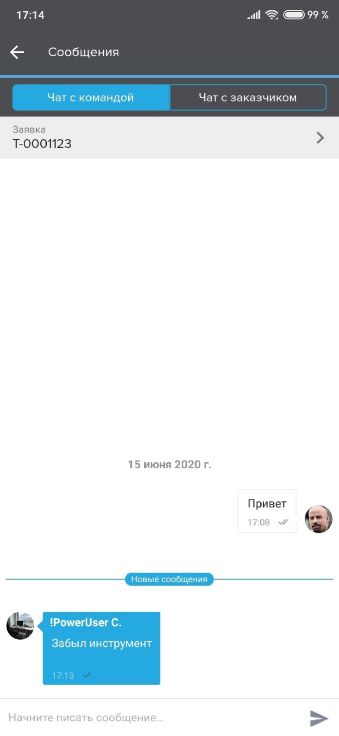 17:14
99 %
Сообщения
Чат с командой
Чат с заказчиком
Заявка
T-0001123
15 июня 2020 г.
Привет
17:08
Новые сообщения
!PowerUser C.
Забыл инструмент
17:13
Начните писать сообщение...